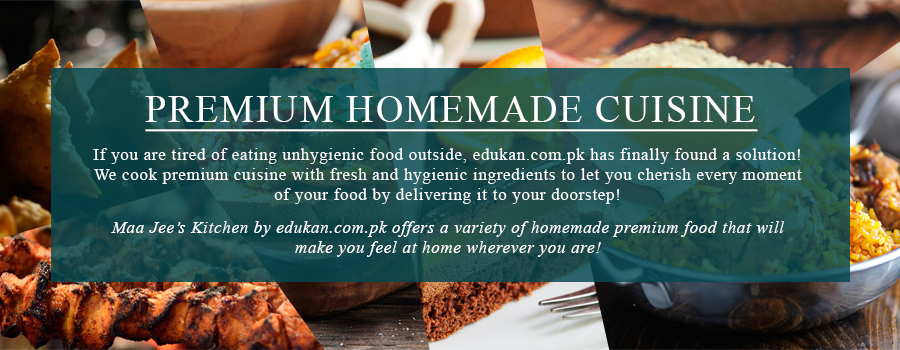 PREMIUM HOMEMADE CUISINE
If you are tired of eating unhygienic food outside, edukan.com.pk has finally found a solution!
We cook premium cuisine with fresh and hygienic ingredients to let you cherish every moment
of your food by delivering it to your doorstep!
Maa Jee's Kitchen by edukan.com.pk offers a variety of homemade premium food that will
make you feel at home wherever you are!